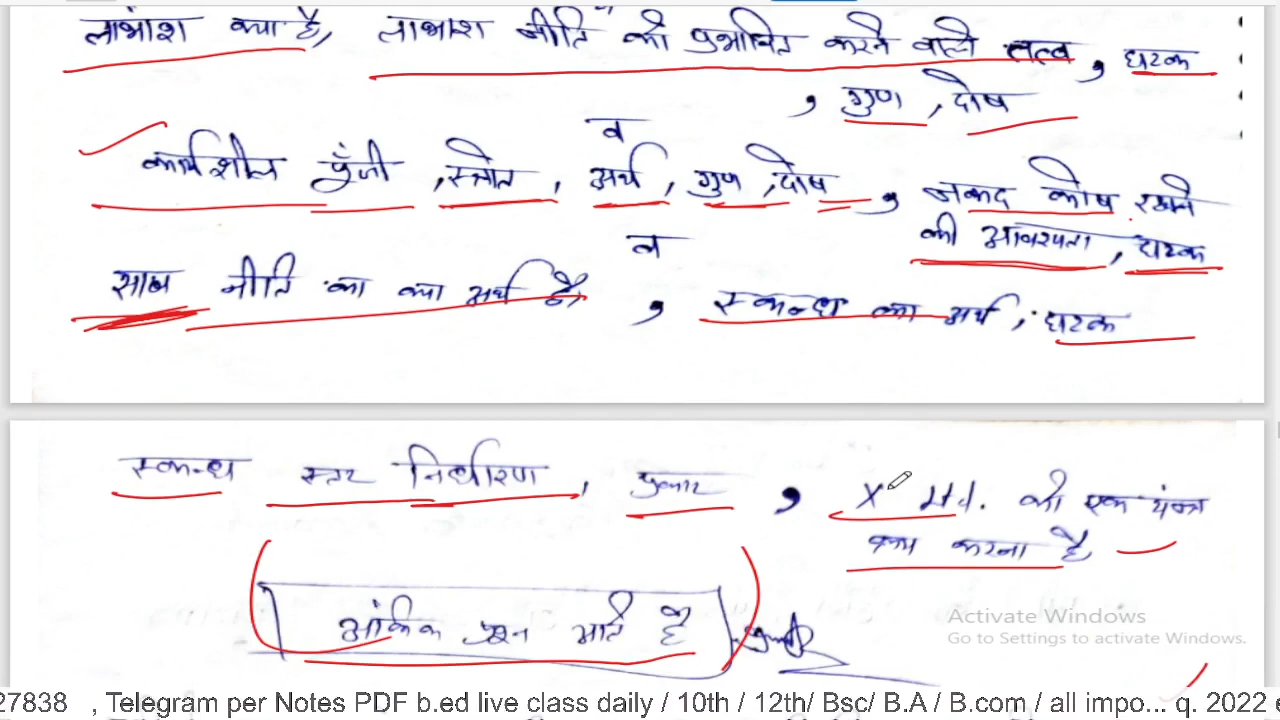 लाभांश क्या है, लाभांश नीति को प्रभावित करने वाले तत्व, घटक
, गुण, दोष
व
कार्यशील पूँजी, स्त्रोत, अर्थ, गुण, दोष, नकद कोष रखने
की आवश्यता, घटक
व
साख नीति का क्या अर्थ है, स्कन्ध का अर्थ, घटक
स्कन्ध स्तर निर्धारण, प्रकार, X Ltd. को एक यंत्र
क्रय करना है
आंकिक प्रश्न आते है
Activate Windows
Go to Settings to activate Windows.
27838 , Telegram per Notes PDF b.ed live class daily / 10th / 12th/ Bsc/ B.A / B.com / all impo... q. 2022